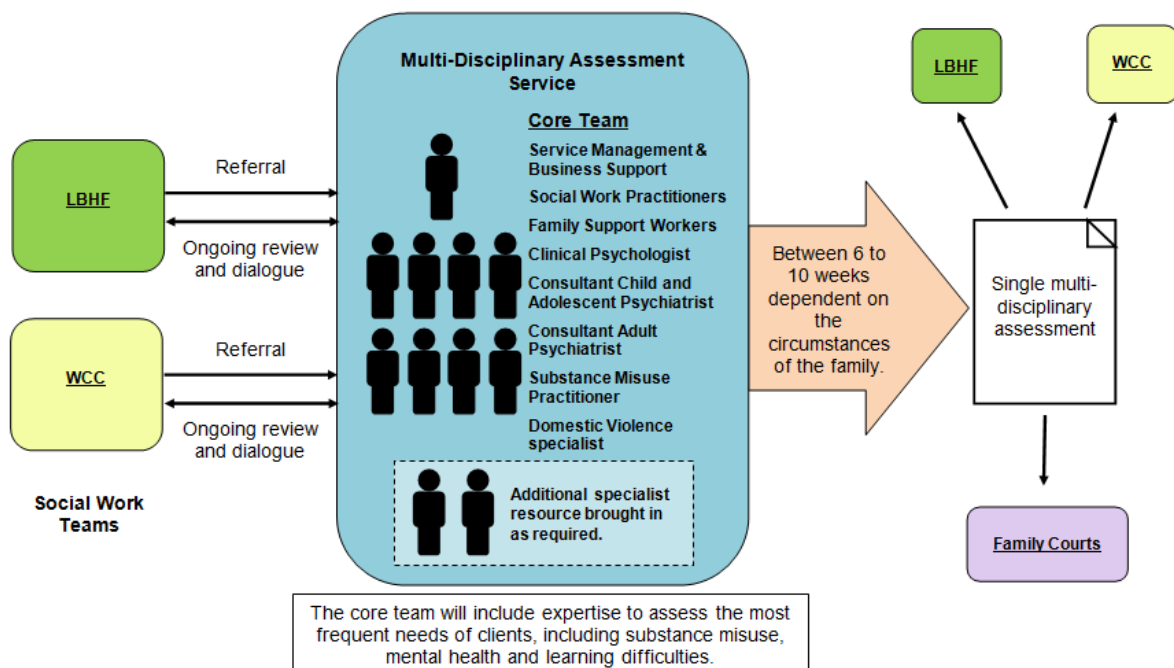 LBHF
WCC
Social Work
Teams
Referral
Ongoing review
and dialogue
Referral
Ongoing review
and dialogue
Multi-Disciplinary Assessment
Service
Core Team
Service Management &
Business Support
Social Work Practitioners
Family Support Workers
Clinical Psychologist
Consultant Child and
Adolescent Psychiatrist
Consultant Adult
Psychiatrist
Substance Misuse
Practitioner
Domestic Violence
specialist
Additional specialist
resource brought in
as required.
The core team will include expertise to assess the most
frequent needs of clients, including substance misuse,
mental health and learning difficulties.
Between 6 to
10 weeks
dependent on
the
circumstances
of the family.
LBHF
WCC
Single multi-
disciplinary
assessment
Family Courts